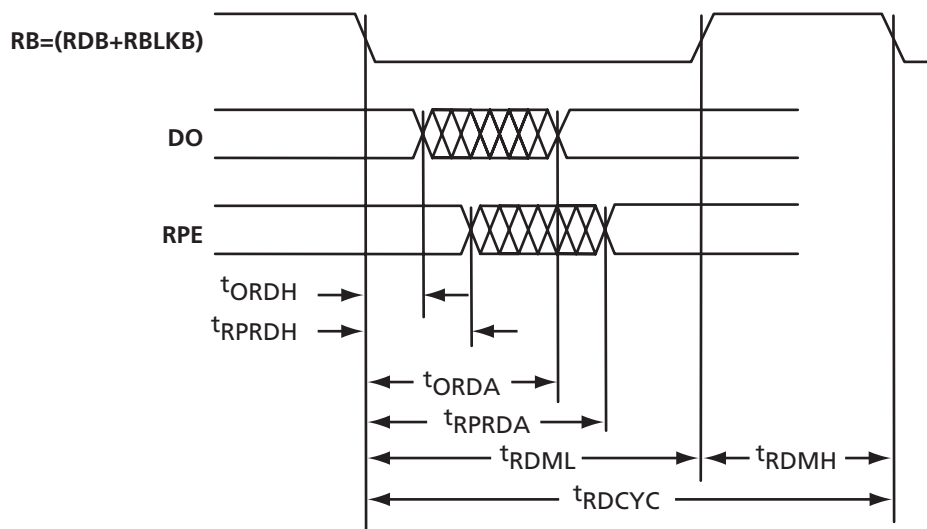 RB=(RDB+RBLKB)
DO
RPE
tORDH
tRPRDH
tORDA
tRPRDA
tRDML
tRDMH
tRDCYC